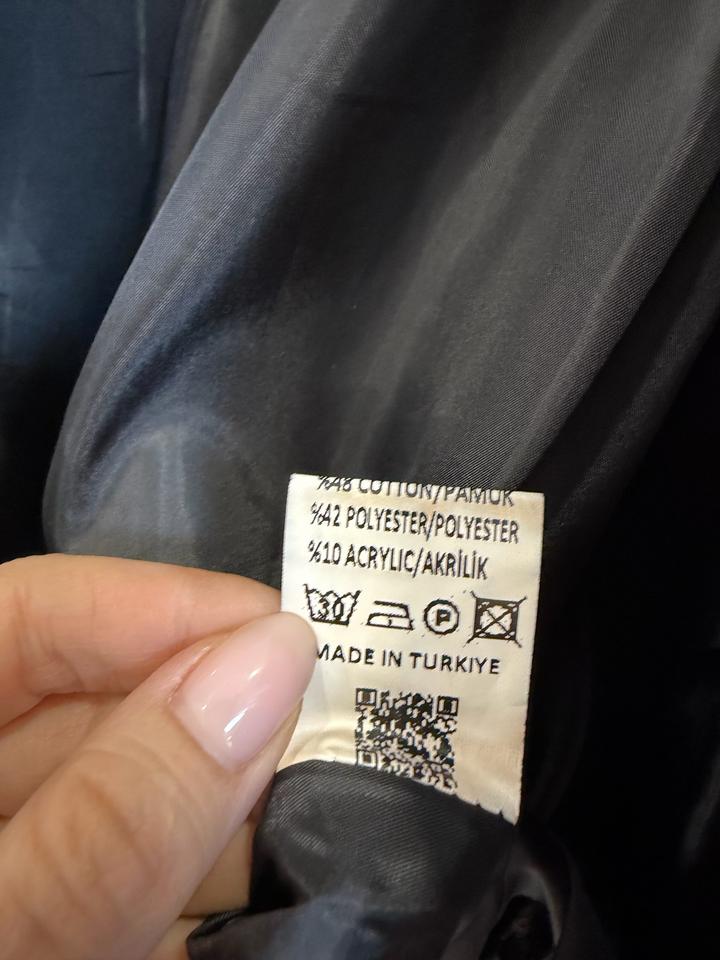 %48 COTTON/PAMUK
%42 POLYESTER/POLYESTER
%10 ACRYLIC/AKRİLİK
30 P
MADE IN TURKIYE